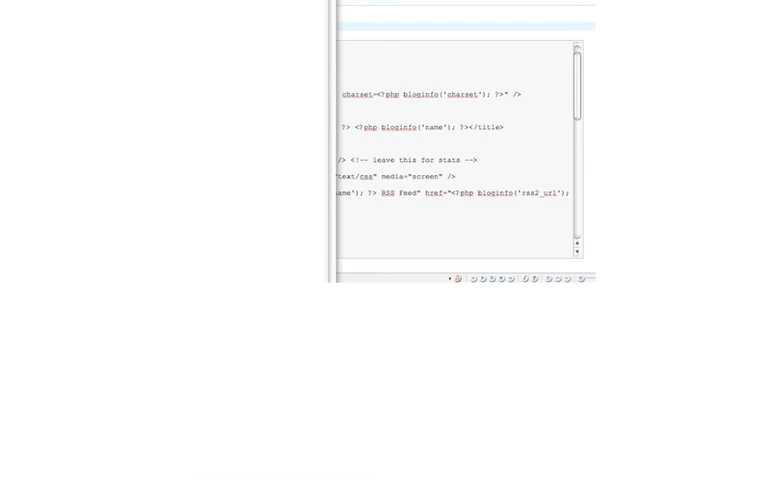 charset=<?php bloginfo('charset'); ?>" />
?> <?php bloginfo('name'); ?></title>
/> <!-- leave this for stats -->
text/css" media="screen" />
ame'); ?> RSS Feed" href="<?php bloginfo('rss2_url');